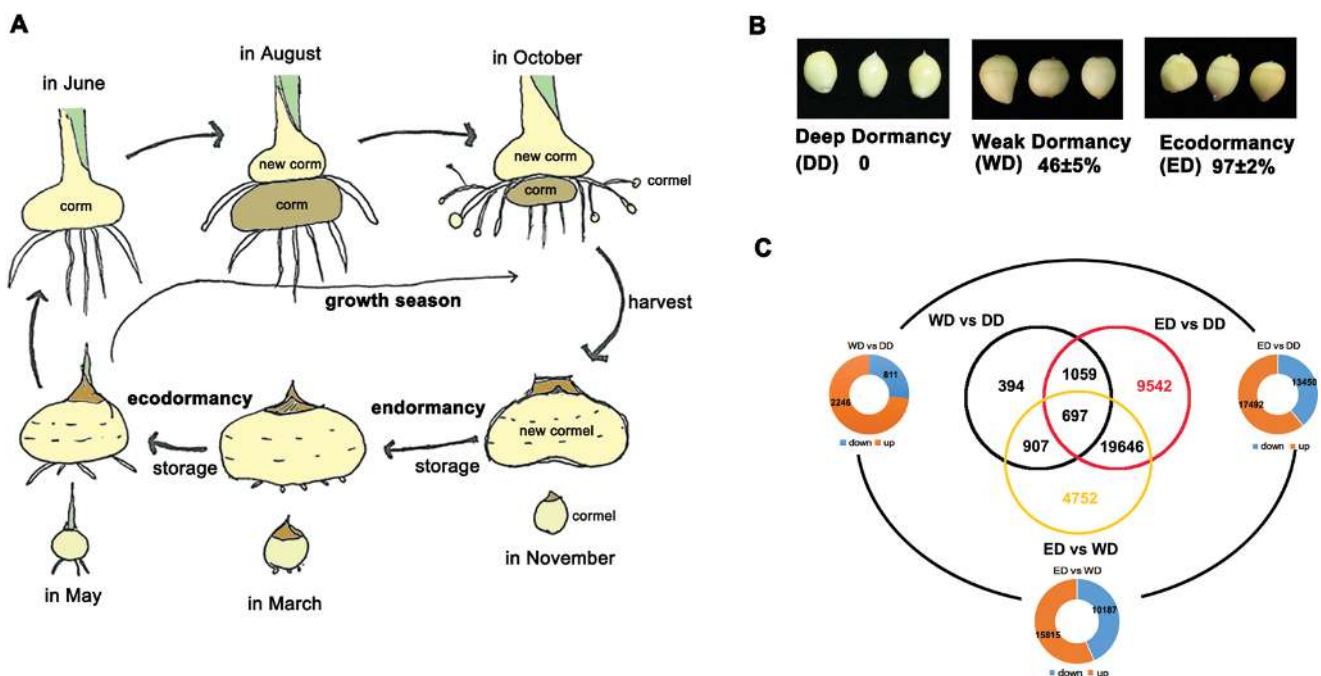 A
in June
in August
in October
corm
new corm
corm
new corm
corm
cormel
growth season
harvest
ecodormancy
storage
endormancy
storage
new cormel
cormel
in May
in March
in November
B
Deep Dormancy
(DD) 0
Weak Dormancy
(WD) 46±5%
Ecodormancy
(ED) 97±2%
C
WD vs DD
ED vs DD
WD vs DD
811
2246
down up
394
1059
9542
697
907
19646
4752
ED vs DD
13450
17492
down up
ED vs WD
ED vs WD
10187
15815
down up